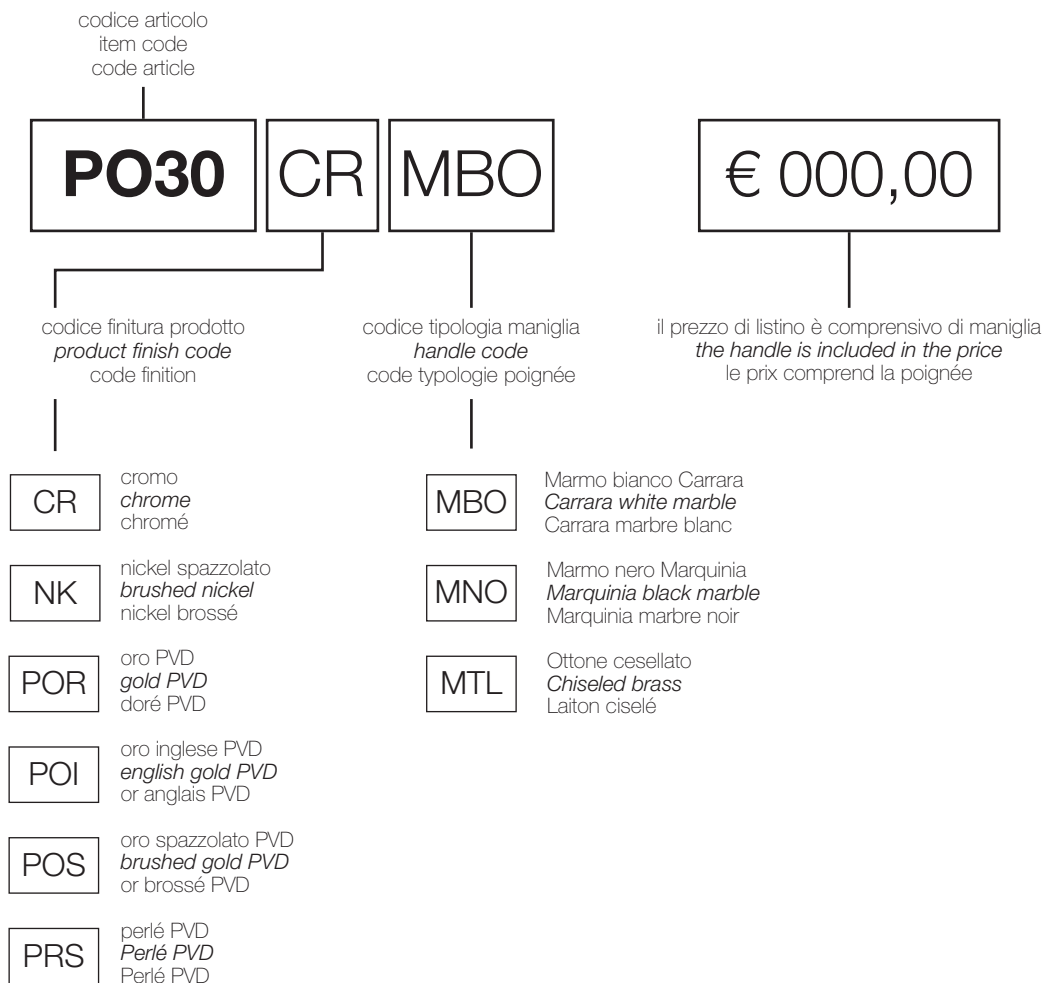 codice articolo
item code
code article
PO30 CR MBO € 000,00
codice finitura prodotto
product finish code
code finition
codice tipologia maniglia
handle code
code typologie poignée
il prezzo di listino è comprensivo di maniglia
the handle is included in the price
le prix comprend la poignée
CR
cromo
chrome
chromé
NK
nickel spazzolato
brushed nickel
nickel brossé
POR
oro PVD
gold PVD
doré PVD
POI
oro inglese PVD
english gold PVD
or anglais PVD
POS
oro spazzolato PVD
brushed gold PVD
or brossé PVD
PRS
perlé PVD
Perlé PVD
Perlé PVD
MBO
Marmo bianco Carrara
Carrara white marble
Carrara marbre blanc
MNO
Marmo nero Marquinia
Marquinia black marble
Marquinia marbre noir
MTL
Ottone cesellato
Chiseled brass
Laiton ciselé